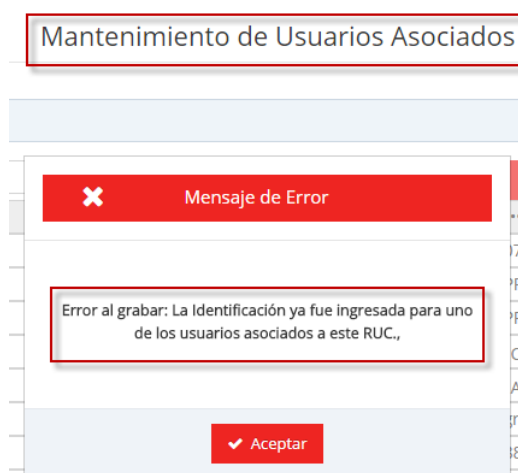 Mantenimiento de Usuarios Asociados
Mensaje de Error
Error al grabar: La Identificación ya fue ingresada para uno
de los usuarios asociados a este RUC.,
Aceptar